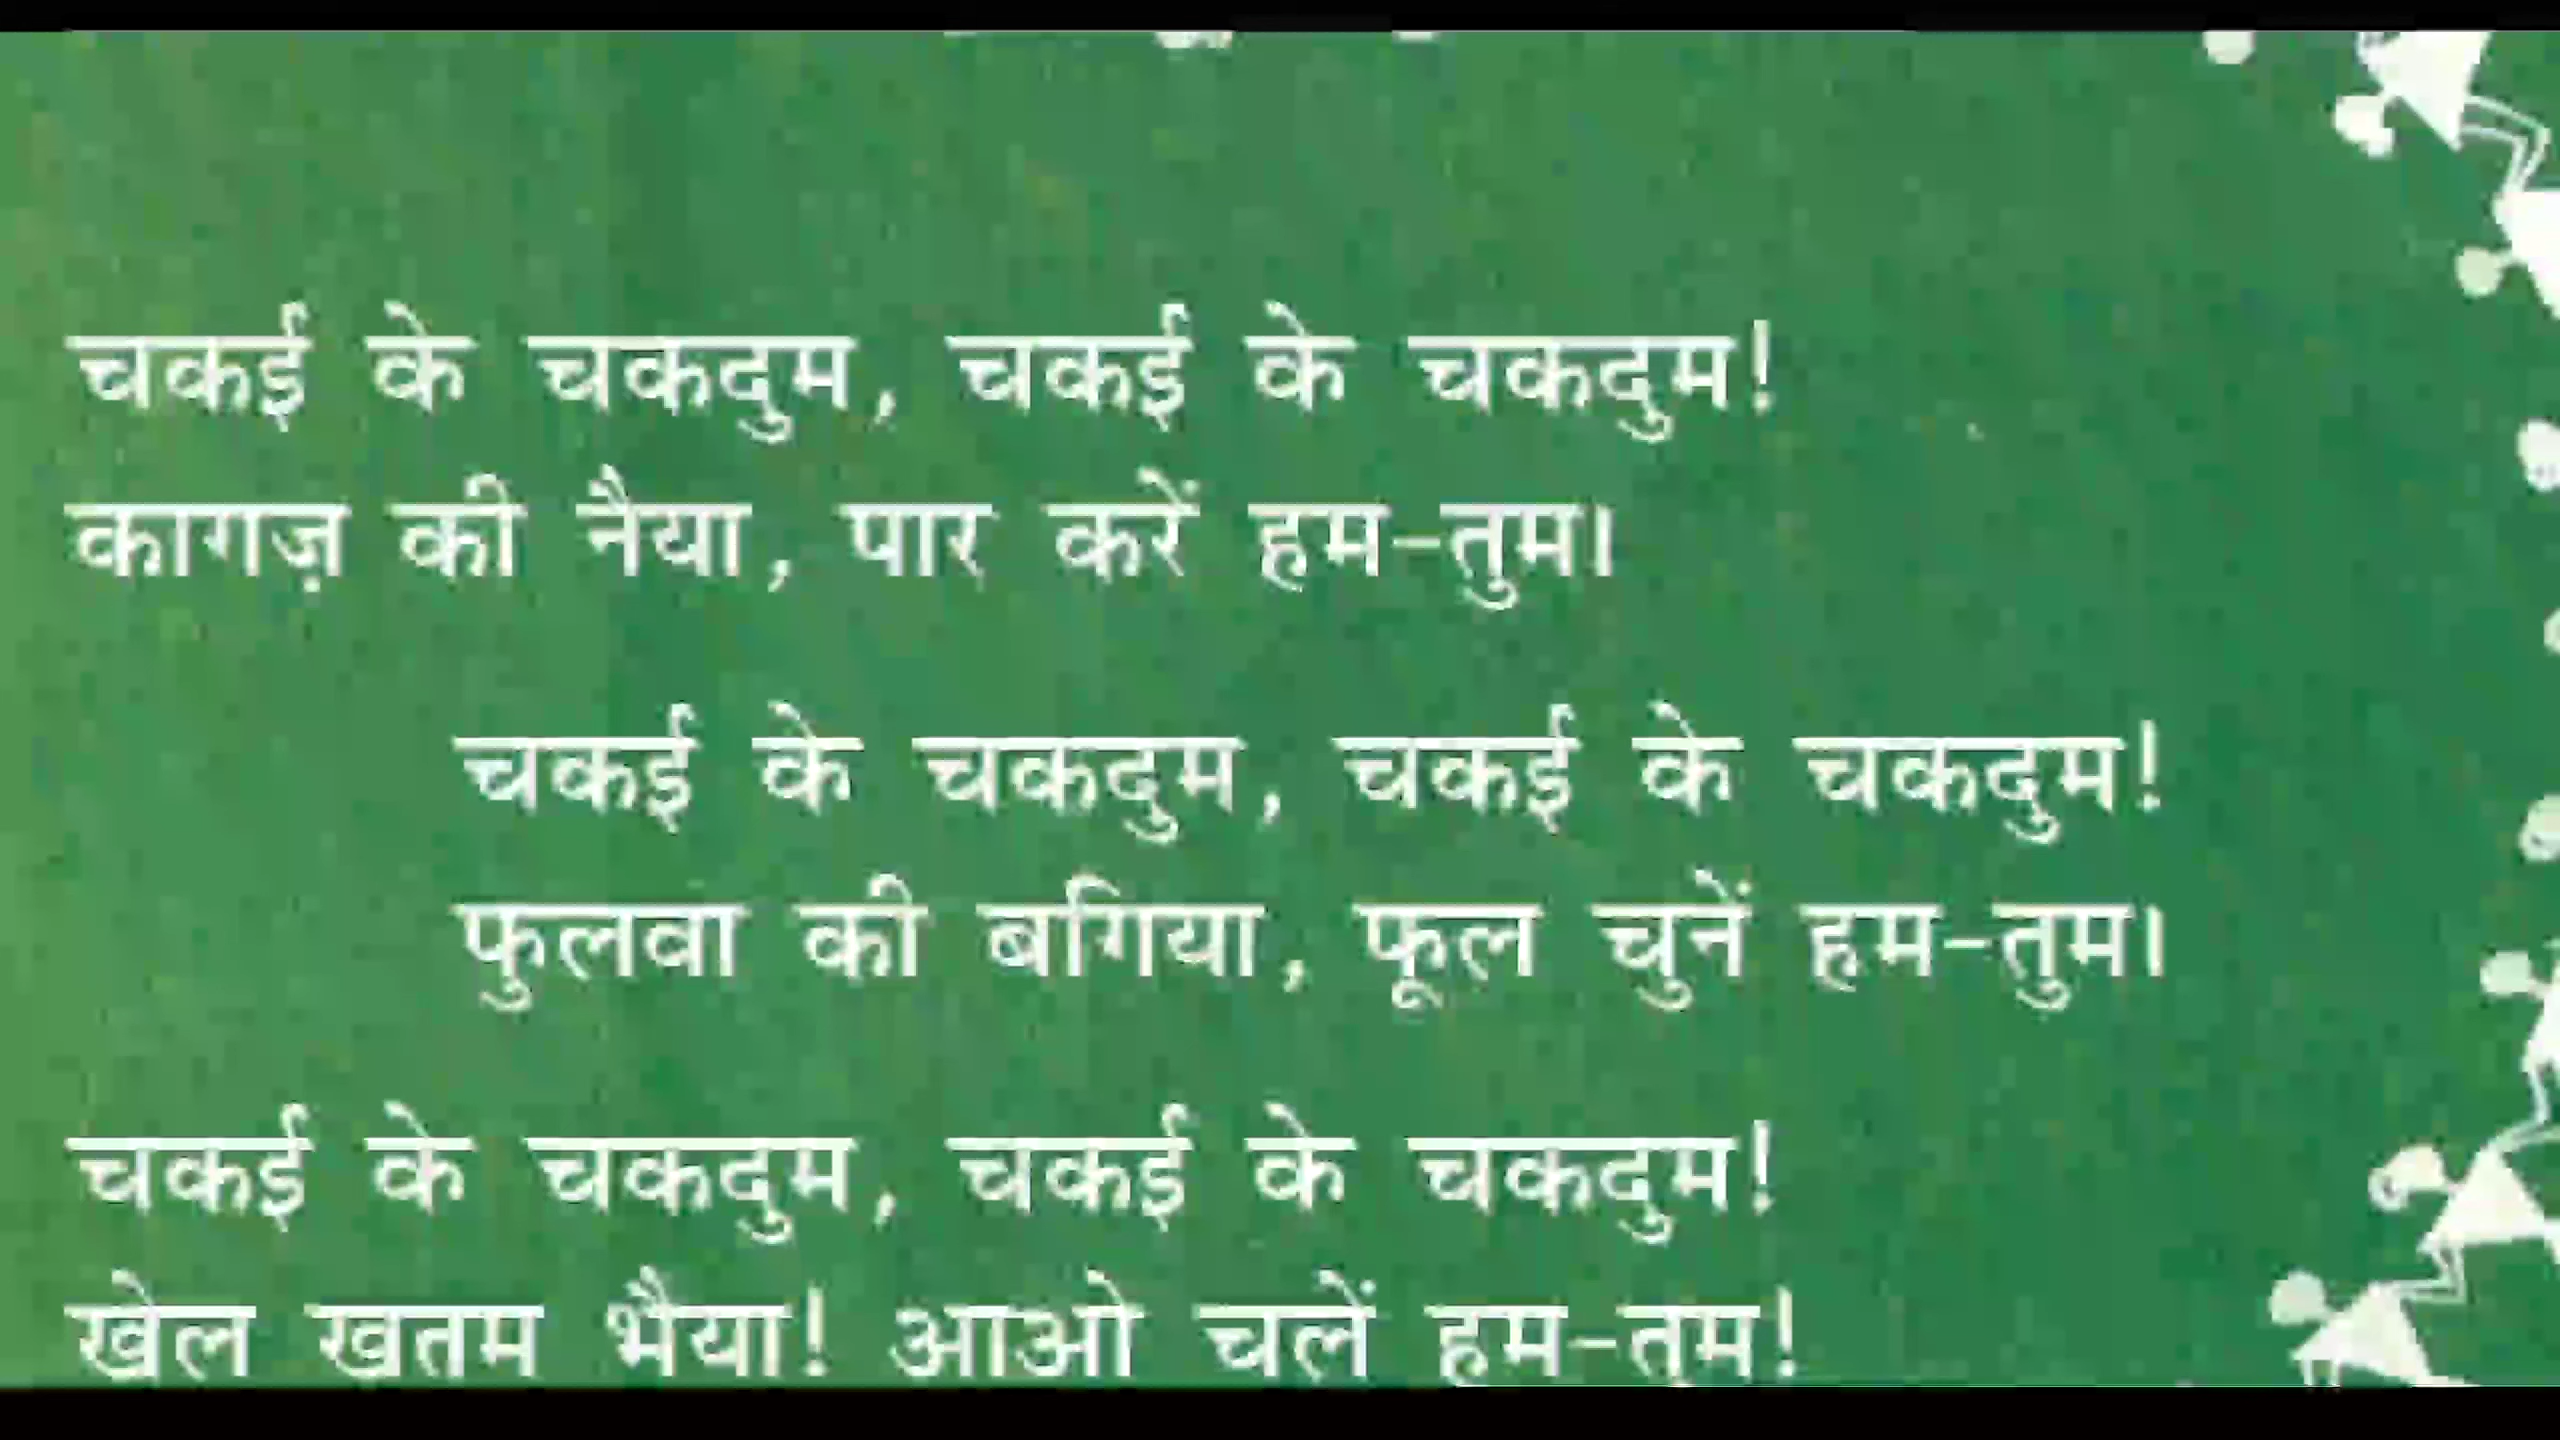 चकई के चकदुम, चकई के चकदुम!
कागज़ की नैया, पार करें हम-तुम।
चकई के चकदुम, चकई के चकदुम!
फुलवा की बगिया, फूल चुनें हम-तुम।
चकई के चकदुम, चकई के चकदुम!
खेल खतम भैया! आओ चलें हम-तुम!